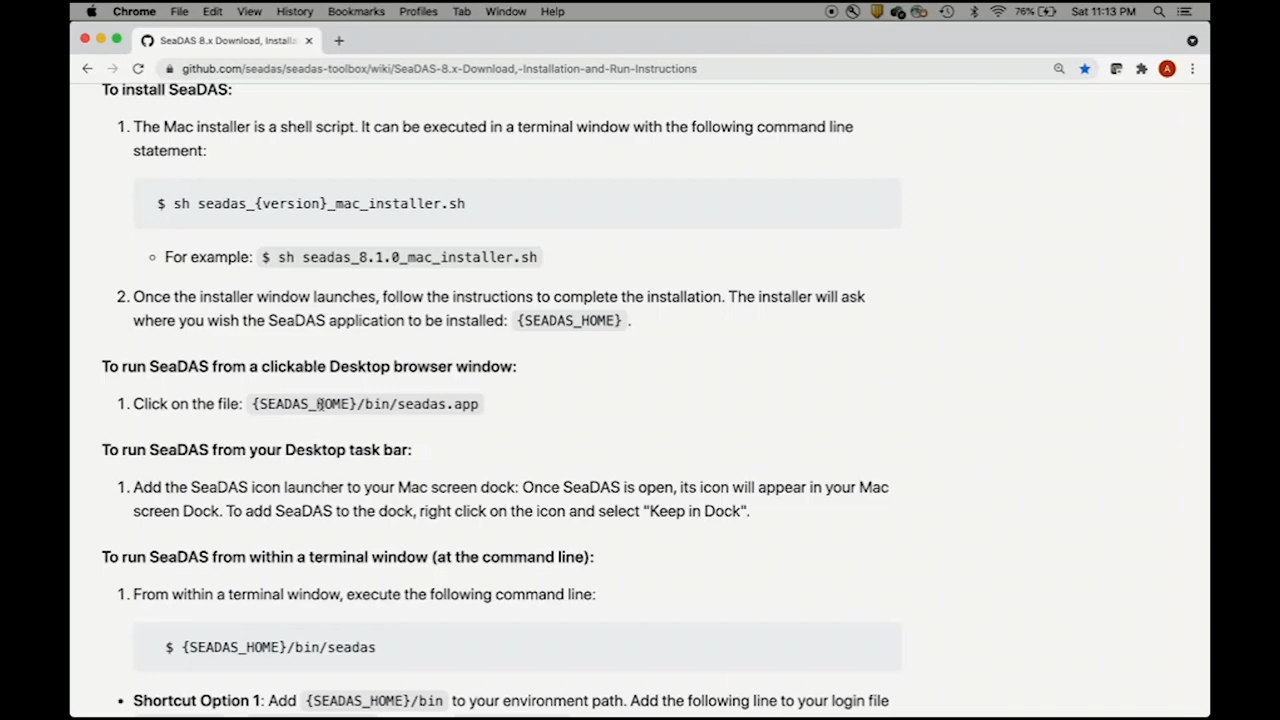 Chrome File Edit View History Bookmarks Profiles Tab Window Help 76% Sat 11:13 PM
SeaDAS 8.x Download, Installa
github.com/seadas/seadas-toolbox/wiki/SeaDAS-8.x-Download,-Installation-and-Run-Instructions A
To install SeaDAS:
1. The Mac installer is a shell script. It can be executed in a terminal window with the following command line
statement:
$ sh seadas_{version}_mac_installer.sh
For example: $ sh seadas_8.1.0_mac_installer.sh
2. Once the installer window launches, follow the instructions to complete the installation. The installer will ask
where you wish the SeaDAS application to be installed: {SEADAS_HOME} .
To run SeaDAS from a clickable Desktop browser window:
1. Click on the file: {SEADAS_HOME}/bin/seadas.app
To run SeaDAS from your Desktop task bar:
1. Add the SeaDAS icon launcher to your Mac screen dock: Once SeaDAS is open, its icon will appear in your Mac
screen Dock. To add SeaDAS to the dock, right click on the icon and select "Keep in Dock".
To run SeaDAS from within a terminal window (at the command line):
1. From within a terminal window, execute the following command line:
$ {SEADAS_HOME}/bin/seadas
• Shortcut Option 1: Add {SEADAS_HOME}/bin to your environment path. Add the following line to your login file